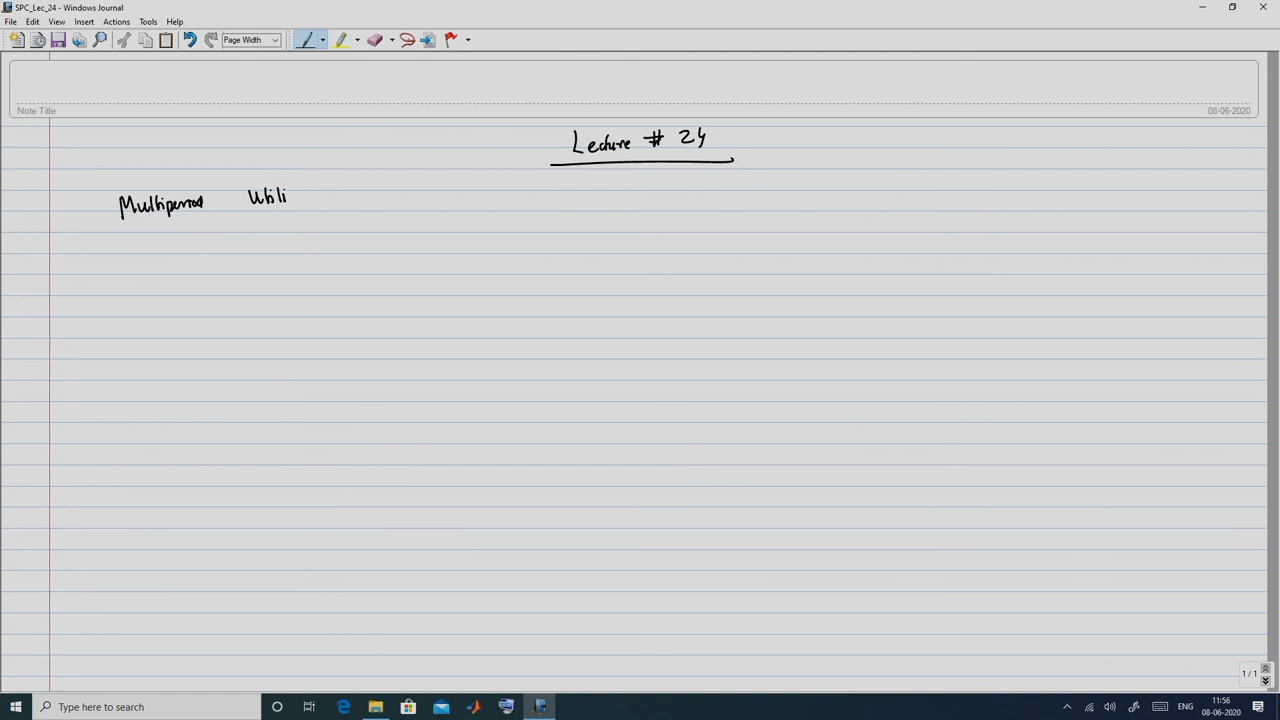 SPC_Lec_24 - Windows Journal
File Edit View Insert Actions Tools Help
Page Width
Note Title
08-06-2020
Lecture # 24
Multiperiod Utili
1 / 1
Type here to search
ENG
11:56
08-06-2020